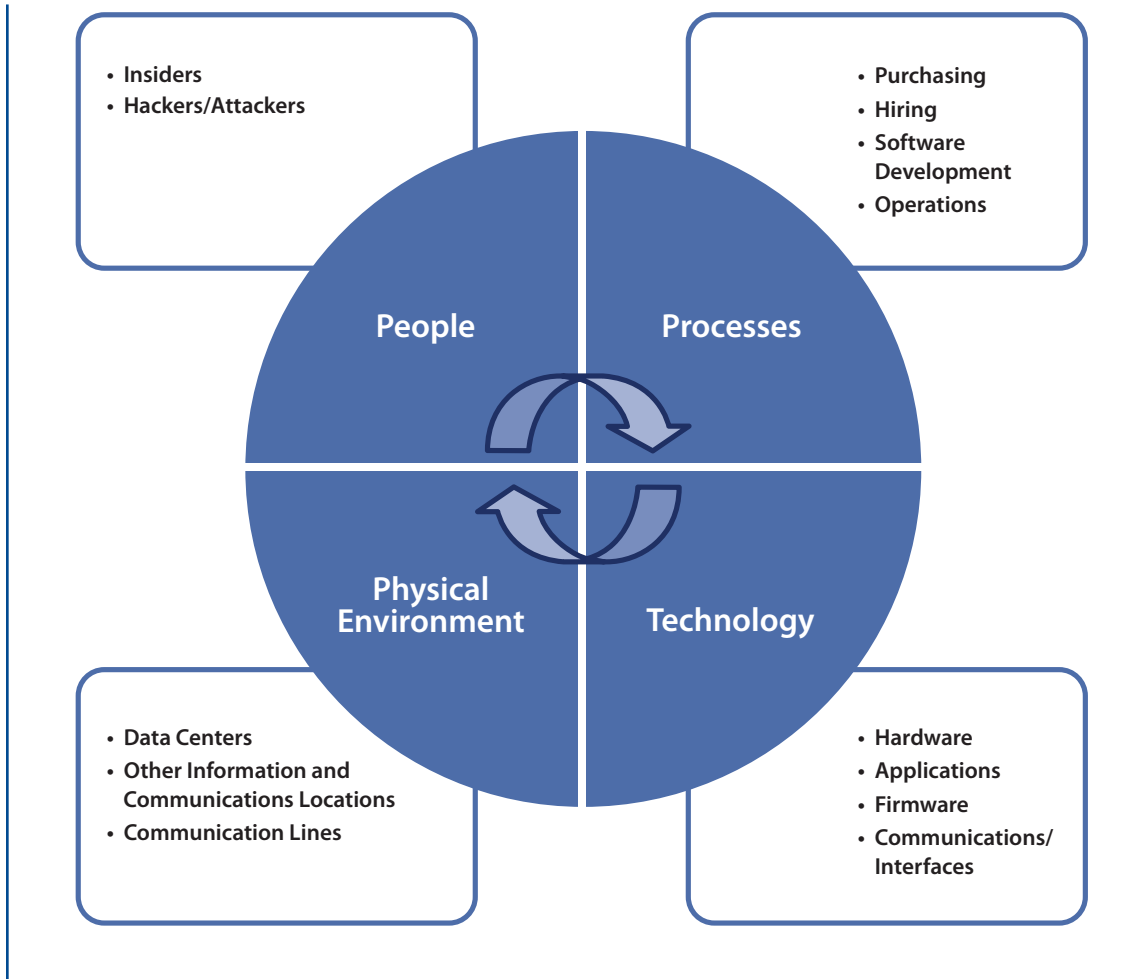 • Insiders
• Hackers/Attackers
• Purchasing
• Hiring
• Software
Development
• Operations
People
Processes
Physical
Environment
Technology
• Data Centers
• Other Information and
Communications Locations
• Communication Lines
• Hardware
• Applications
• Firmware
• Communications/
Interfaces